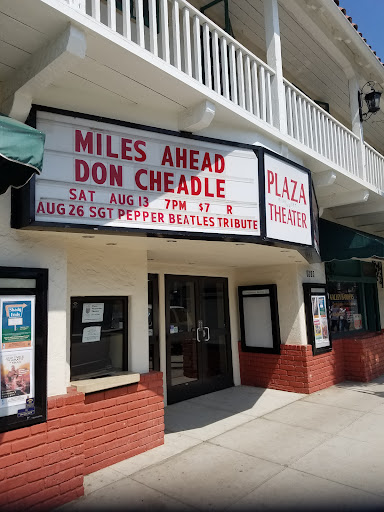 MILES AHEAD
DON CHEADLE
SAT AUG 13 7PM $7 R
AUG 26 SGT PEPPER BEATLES TRIBUTE
PLAZA
THEATER